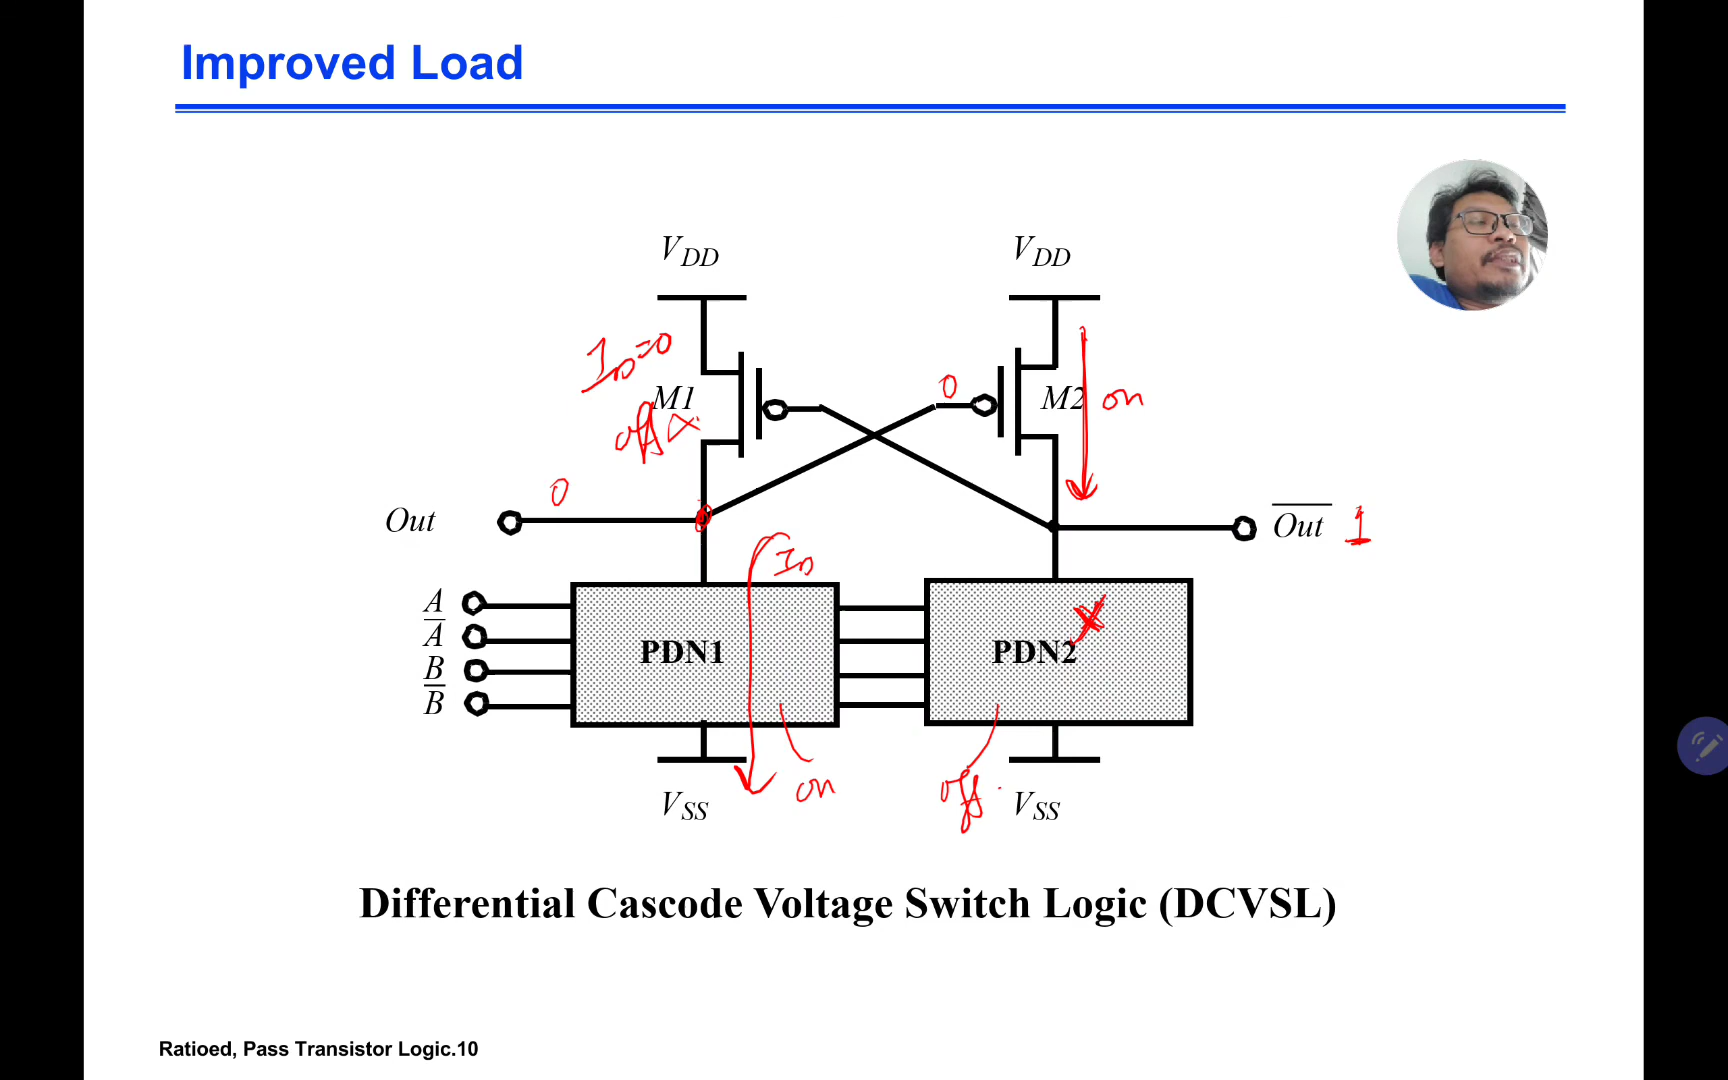 Improved Load
V_DD V_DD
I_D=0
M1 0 M2 on
off
0
Out Out 1
I_D
A
A
B
B
PDN1 PDN2
on off
V_SS V_SS
Differential Cascode Voltage Switch Logic (DCVSL)
Ratioed, Pass Transistor Logic.10